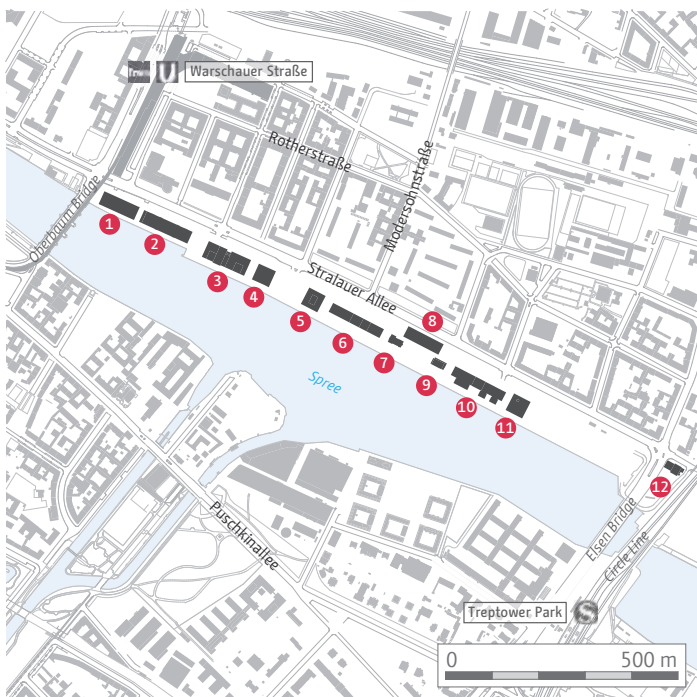 U Warschauer Straße
Rotherstraße
Modersohnstraße
Oberbaum Bridge
1
2
3
4
Stralauer Allee
5
6
7
8
Spree
9
10
11
12
Puschkinallee
Elsen Bridge
Circle Line
Treptower Park S
0 500 m